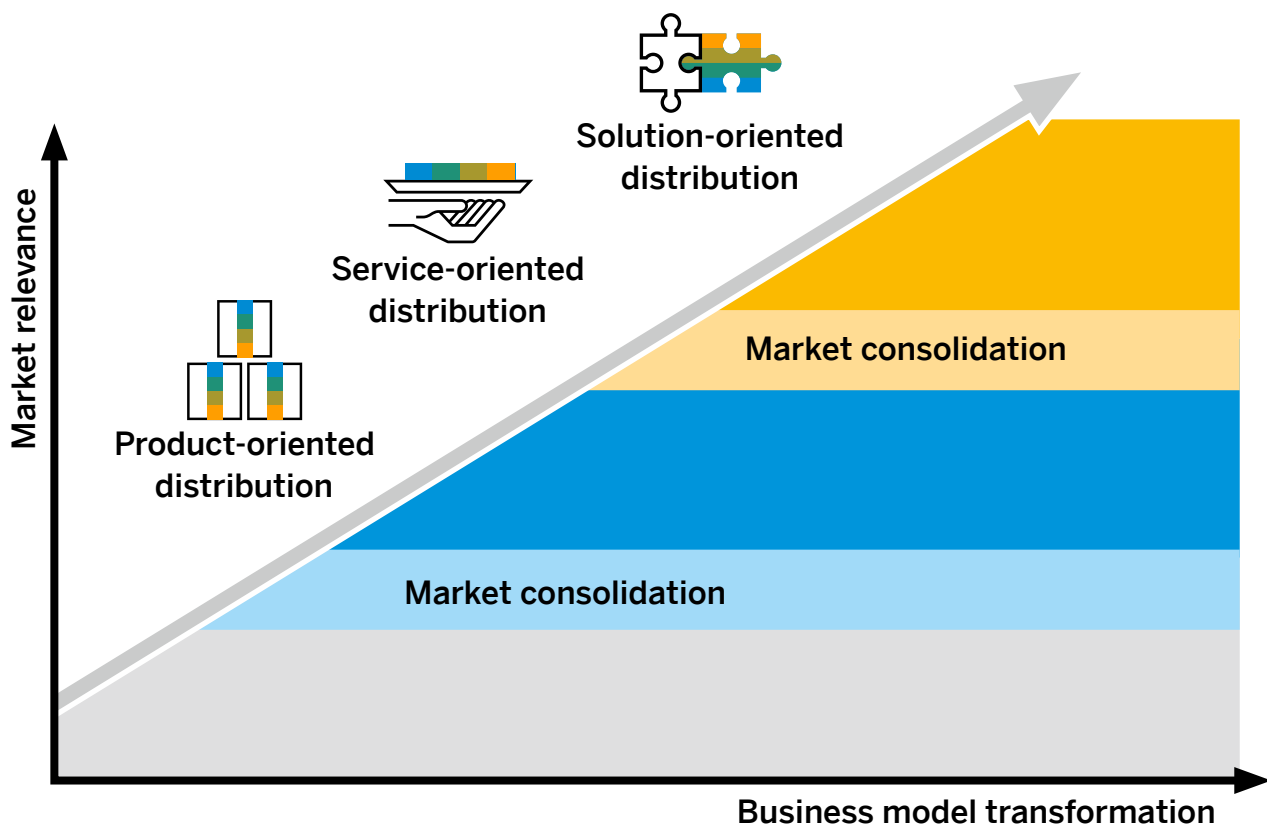 Solution-oriented
distribution
Service-oriented
distribution
Product-oriented
distribution
Market relevance
Market consolidation
Market consolidation
Business model transformation